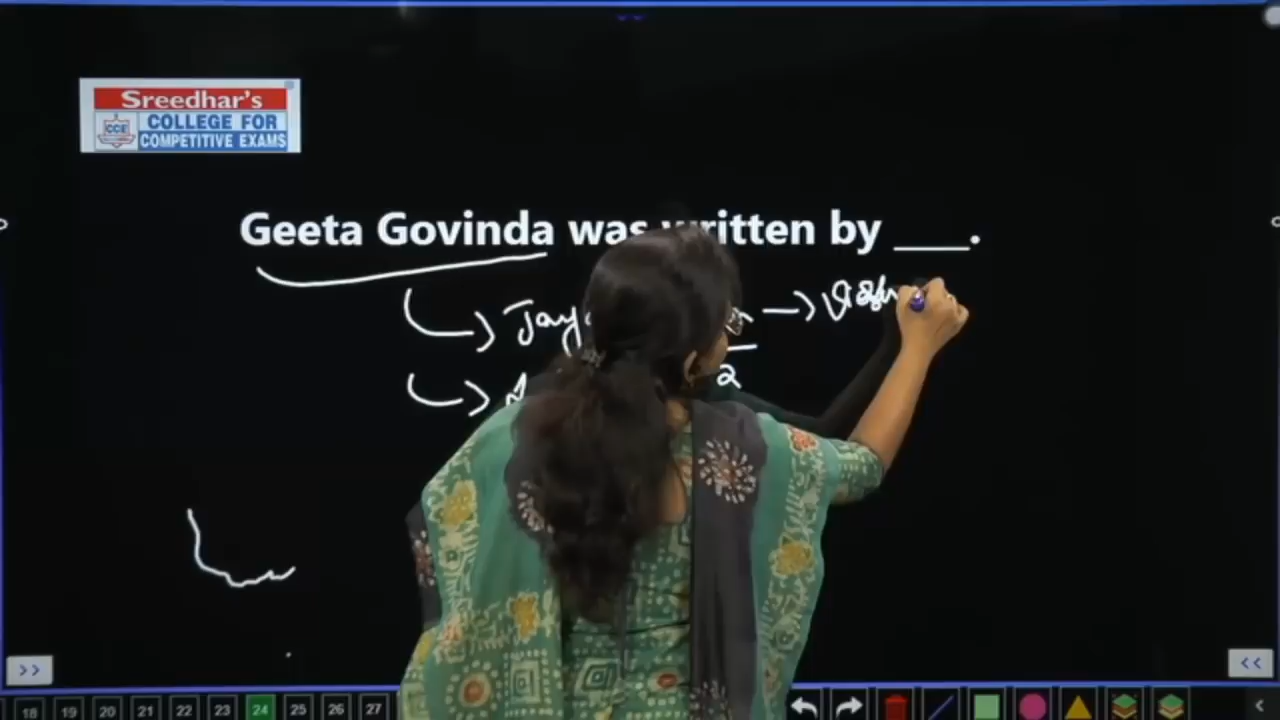 Sreedhar's
COLLEGE FOR
CCE
COMPETITIVE EXAMS
Geeta Govinda was written by ___.
>>
<<
18 19 20 21 22 23 24 25 26 27